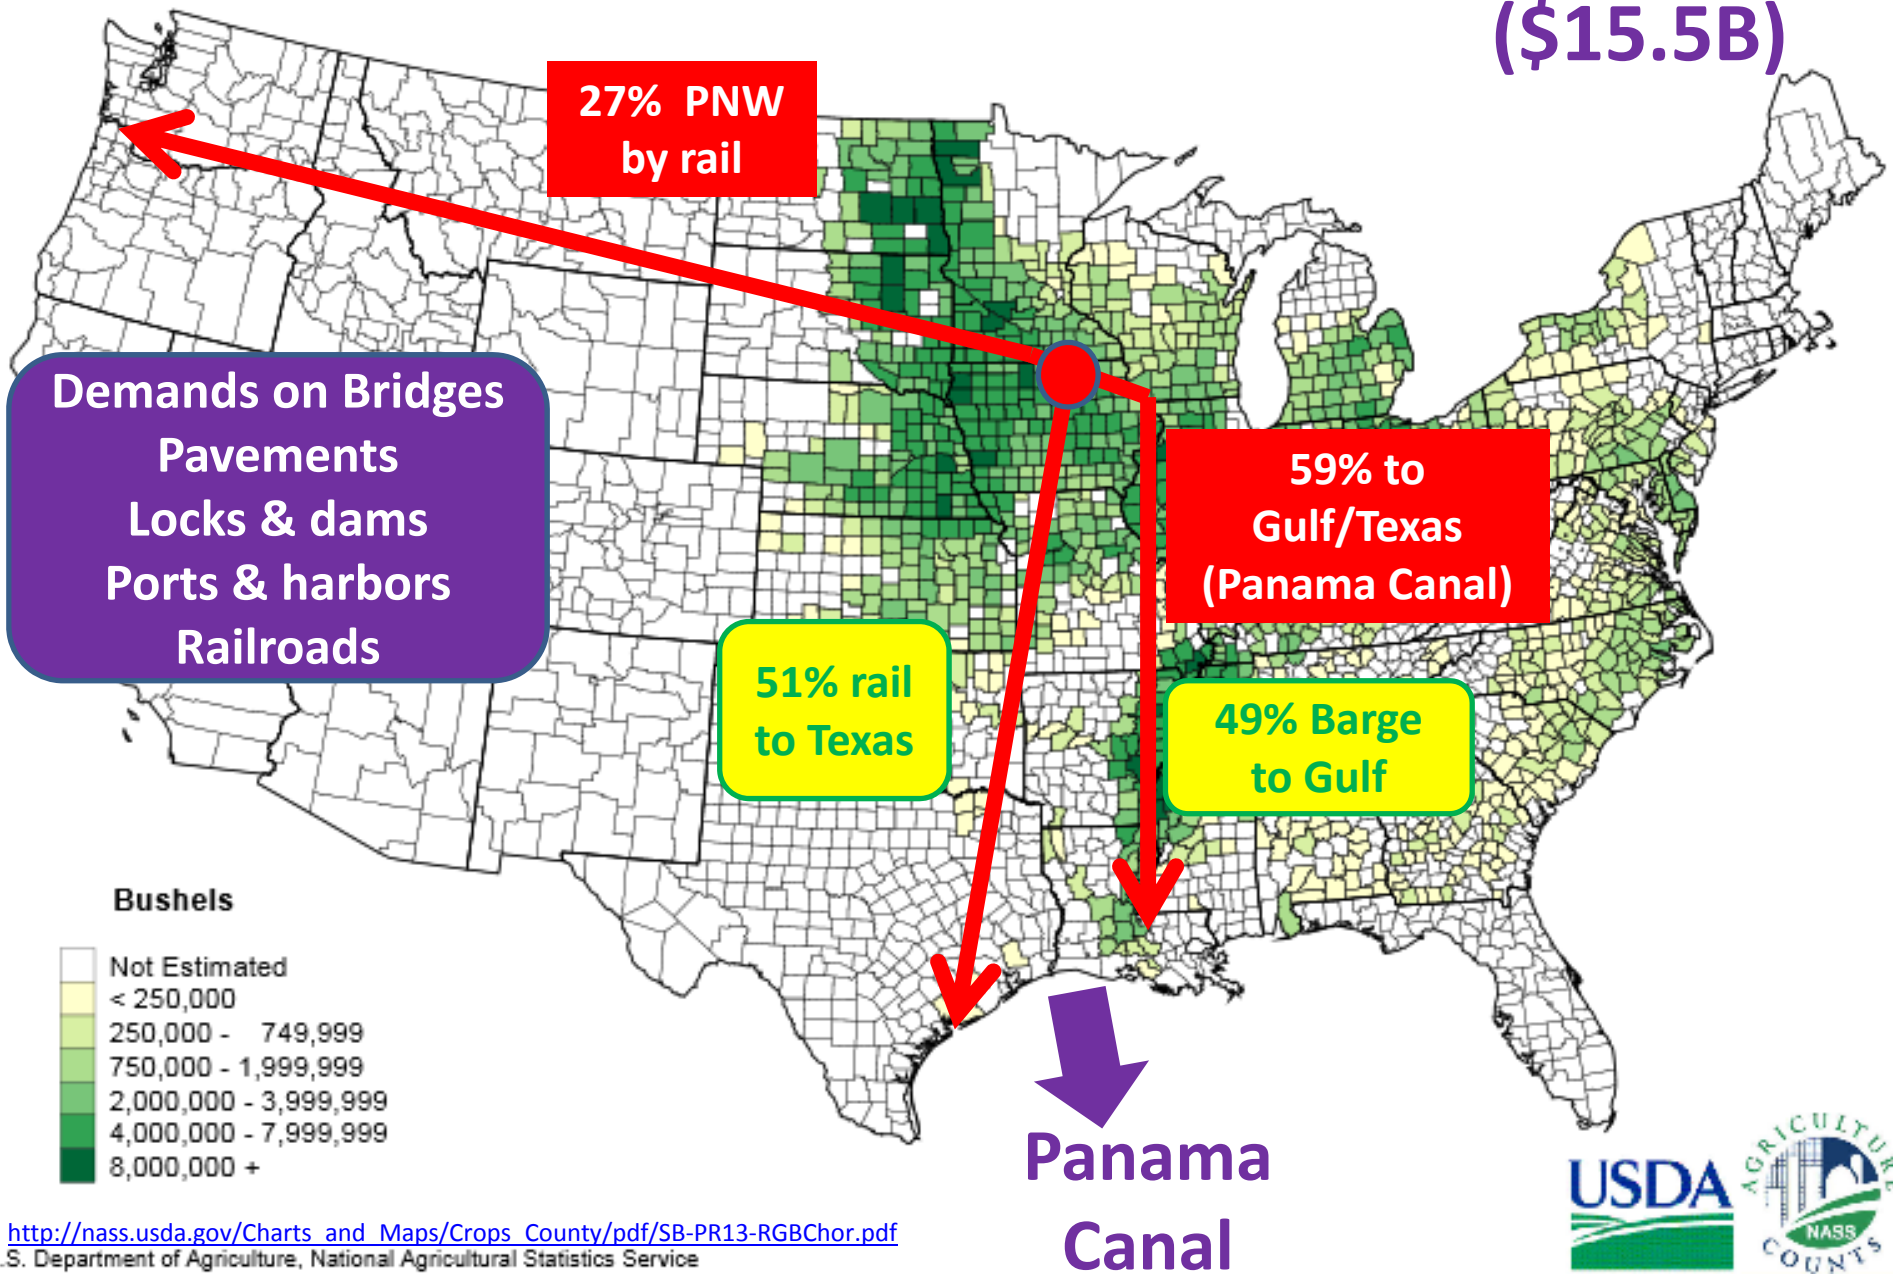 ($15.5B)
27% PNW
by rail
Demands on Bridges
Pavements
Locks & dams
Ports & harbors
Railroads
59% to
Gulf/Texas
(Panama Canal)
51% rail
to Texas
49% Barge
to Gulf
Bushels
Not Estimated
< 250,000
250,000 - 749,999
750,000 - 1,999,999
2,000,000 - 3,999,999
4,000,000 - 7,999,999
8,000,000 +
Panama
Canal
http://nass.usda.gov/Charts_and_Maps/Crops_County/pdf/SB-PR13-RGBChor.pdf
.S. Department of Agriculture, National Agricultural Statistics Service
USDA
AGRICULTURE
NASS
COUNTS